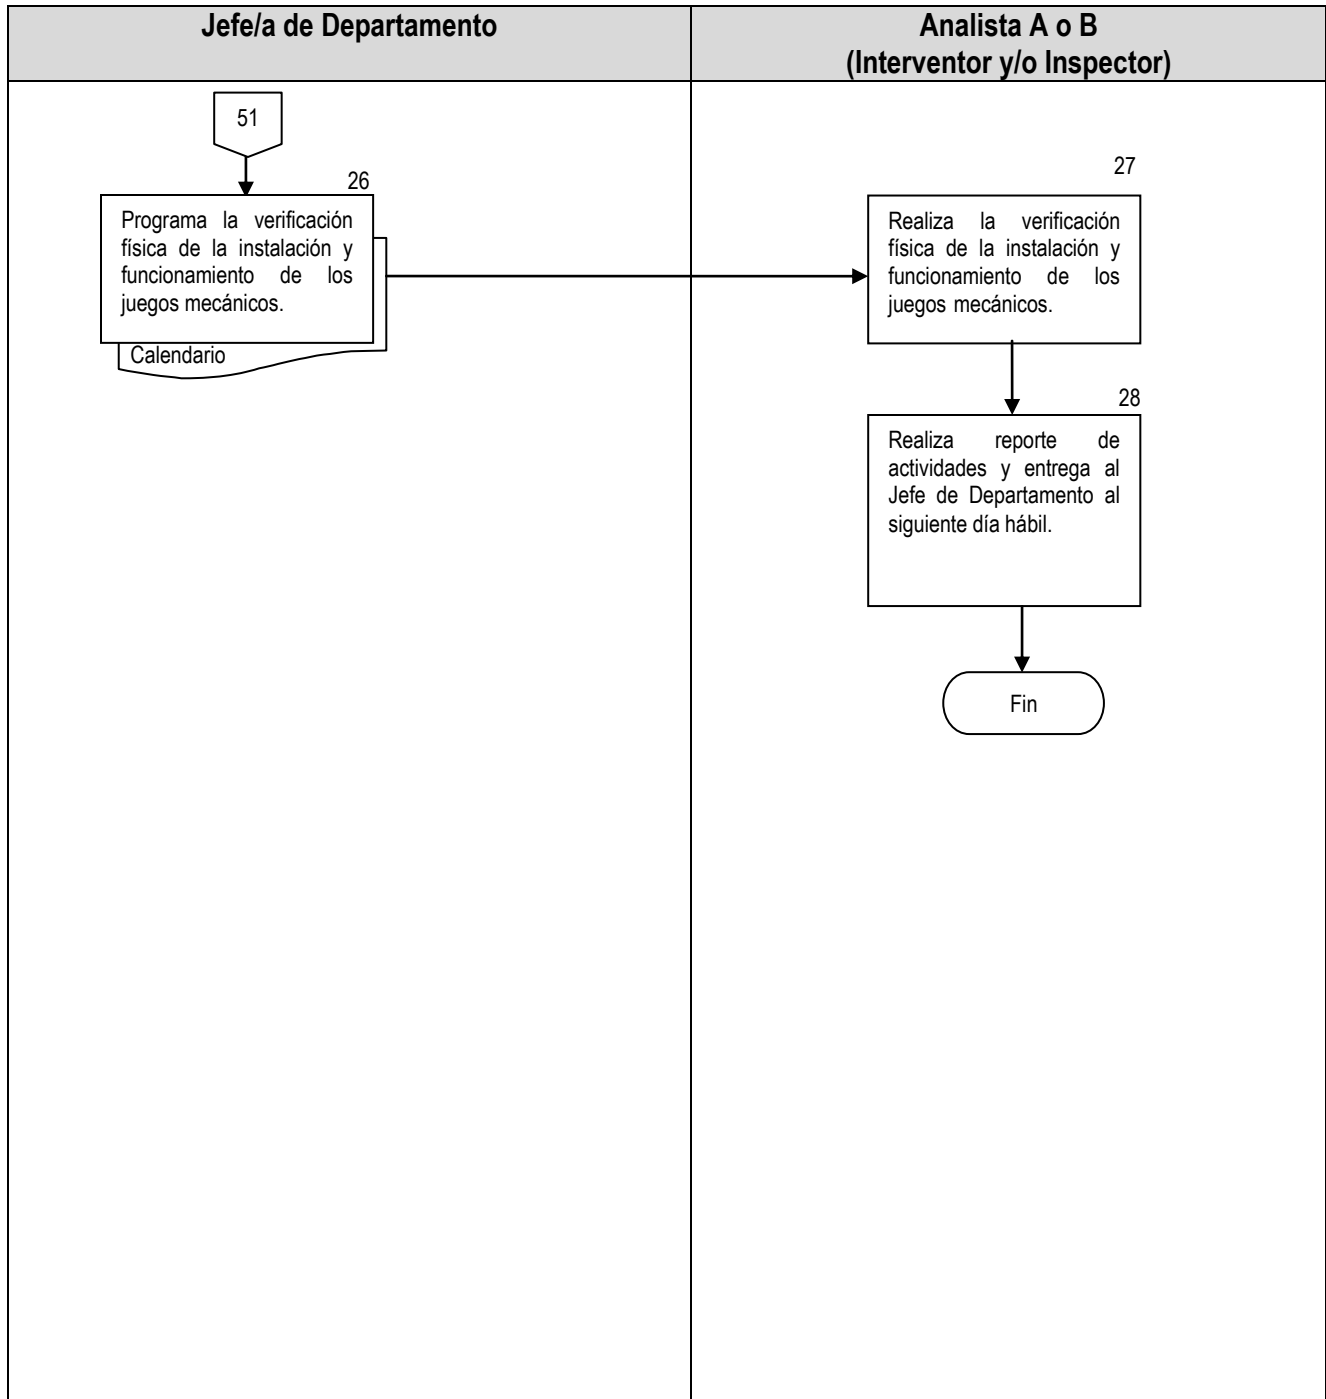 Jefe/a de Departamento
Analista A o B
(Interventor y/o Inspector)
51
26
Programa la verificación
física de la instalación y
funcionamiento de los
juegos mecánicos.
Calendario
27
Realiza la verificación
física de la instalación y
funcionamiento de los
juegos mecánicos.
28
Realiza reporte de
actividades y entrega al
Jefe de Departamento al
siguiente día hábil.
Fin